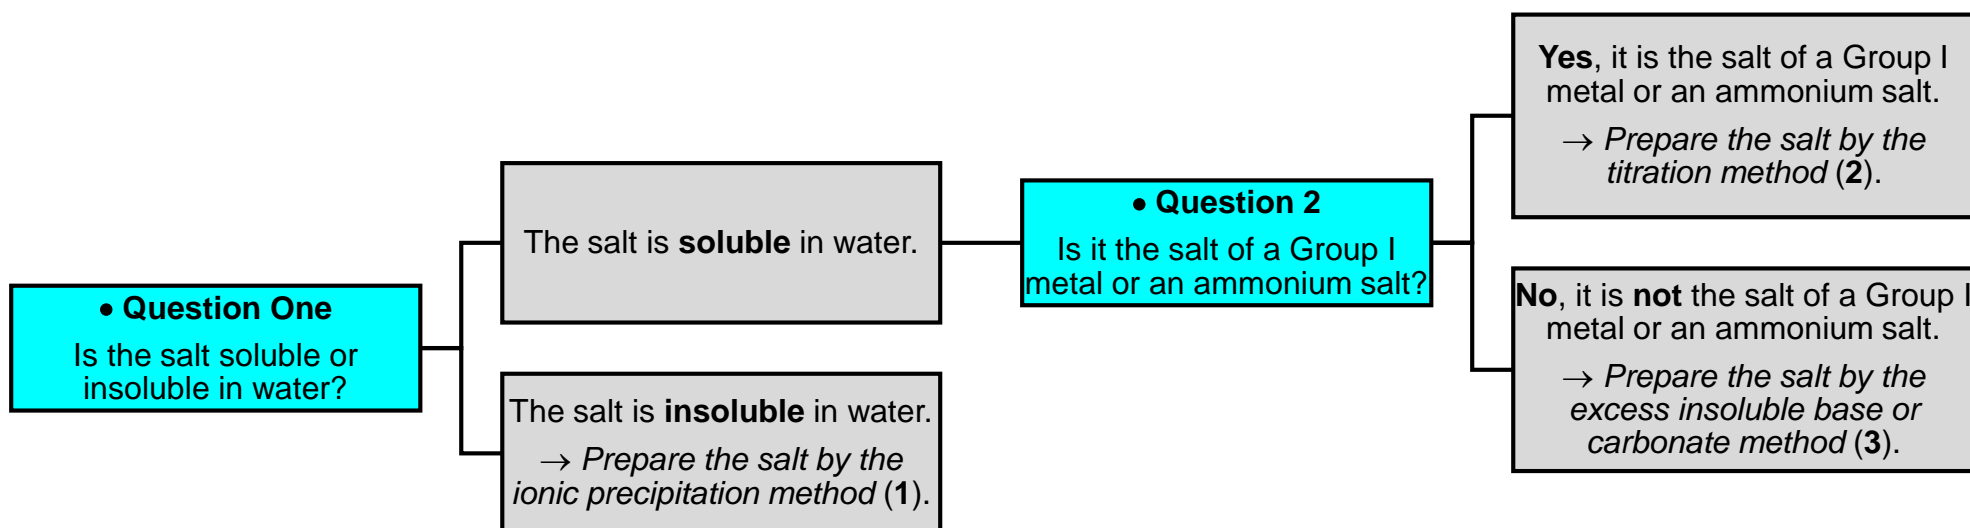 • Question One
Is the salt soluble or
insoluble in water?
The salt is soluble in water.
The salt is insoluble in water.
→ Prepare the salt by the
ionic precipitation method (1).
• Question 2
Is it the salt of a Group I
metal or an ammonium salt?
Yes, it is the salt of a Group I
metal or an ammonium salt.
→ Prepare the salt by the
titration method (2).
No, it is not the salt of a Group I
metal or an ammonium salt.
→ Prepare the salt by the
excess insoluble base or
carbonate method (3).